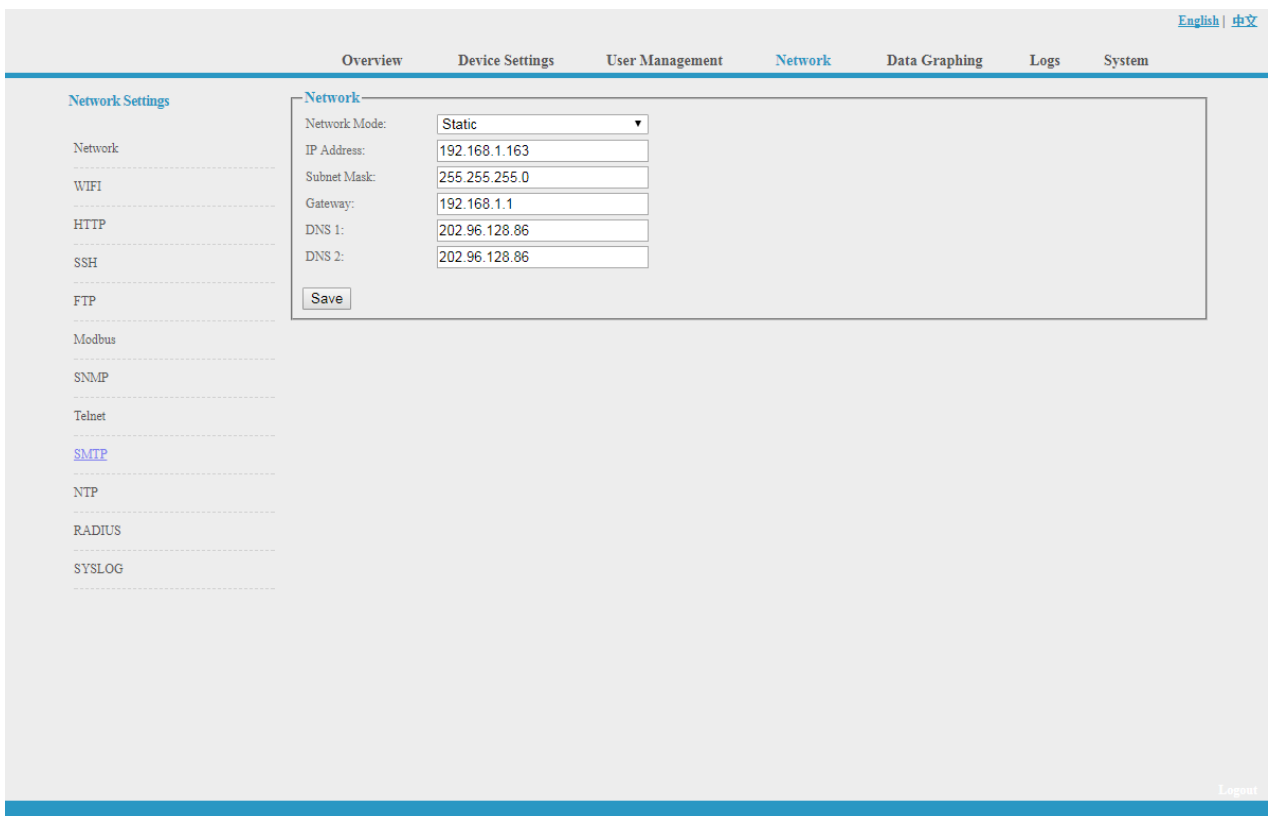 English | 中文
Overview Device Settings User Management Network Data Graphing Logs System
Network Settings
Network
WIFI
HTTP
SSH
FTP
Modbus
SNMP
Telnet
SMTP
NTP
RADIUS
SYSLOG
Network
Network Mode: Static
IP Address: 192.168.1.163
Subnet Mask: 255.255.255.0
Gateway: 192.168.1.1
DNS 1: 202.96.128.86
DNS 2: 202.96.128.86
Save
Logout